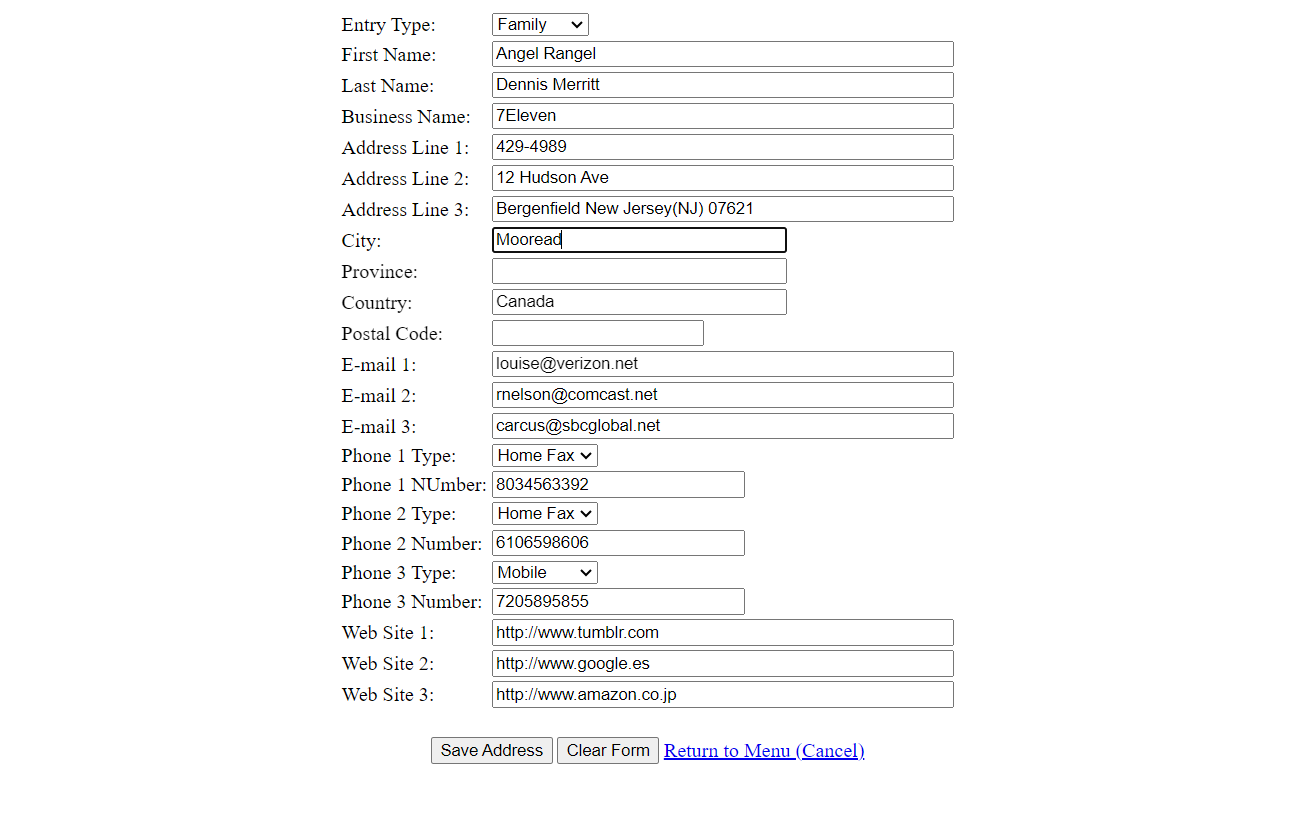 Entry Type: Family
First Name: Angel Rangel
Last Name: Dennis Merritt
Business Name: 7Eleven
Address Line 1: 429-4989
Address Line 2: 12 Hudson Ave
Address Line 3: Bergenfield New Jersey(NJ) 07621
City: Mooread
Province:
Country: Canada
Postal Code:
E-mail 1: louise@verizon.net
E-mail 2: rnelson@comcast.net
E-mail 3: carcus@sbcglobal.net
Phone 1 Type: Home Fax
Phone 1 NUmber: 8034563392
Phone 2 Type: Home Fax
Phone 2 Number: 6106598606
Phone 3 Type: Mobile
Phone 3 Number: 7205895855
Web Site 1: http://www.tumblr.com
Web Site 2: http://www.google.es
Web Site 3: http://www.amazon.co.jp
Save Address Clear Form Return to Menu (Cancel)